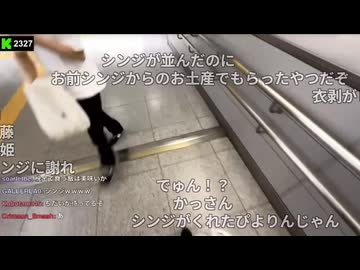 K 2327
シンジが並んだのに
お前シンジからのお土産でもらったやつだぞ
衣剥が
藤
姫
ンジに謝れ
GALLERIA0: シンジwwww
あ
でゅん！？
かっさん
シンジがくれたぴよりんじゃん